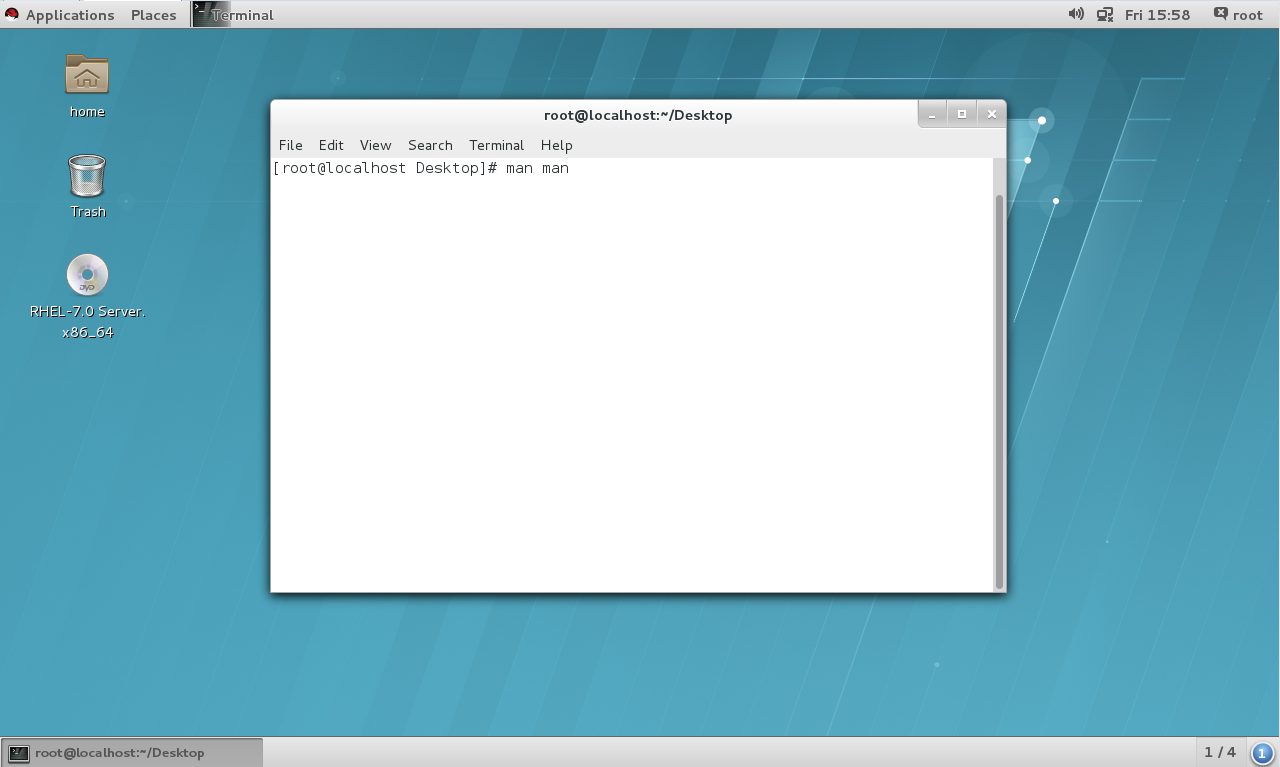 Applications Places Terminal Fri 15:58 root
home
Trash
RHEL-7.0 Server.
x86_64
root@localhost:~/Desktop
File Edit View Search Terminal Help
[root@localhost Desktop]# man man
root@localhost:~/Desktop 1 / 4 1